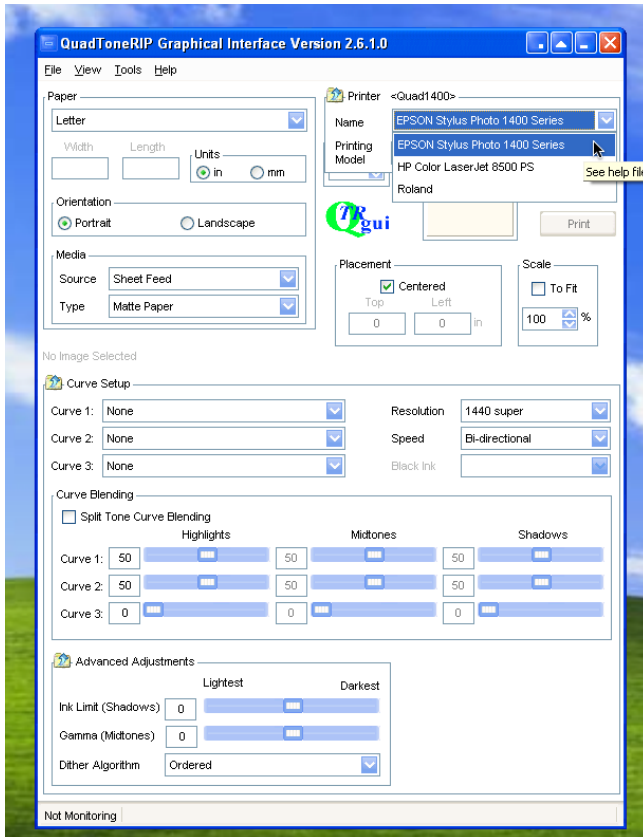 QuadToneRIP Graphical Interface Version 2.6.1.0
File View Tools Help
Paper
Letter
Width Length
Units
in mm
Orientation
Portrait Landscape
Media
Source Sheet Feed
Type Matte Paper
Printer <Quad1400>
Name EPSON Stylus Photo 1400 Series
EPSON Stylus Photo 1400 Series
HP Color LaserJet 8500 PS
Roland
Printing
Model
See help file
QTRgui
Print
Placement
Centered
Top Left
0 0 in
Scale
To Fit
100 %
No Image Selected
Curve Setup
Curve 1: None
Curve 2: None
Curve 3: None
Resolution 1440 super
Speed Bi-directional
Black Ink
Curve Blending
Split Tone Curve Blending
Highlights Midtones Shadows
Curve 1: 50 50 50
Curve 2: 50 50 50
Curve 3: 0 0 0
Advanced Adjustments
Lightest Darkest
Ink Limit (Shadows) 0
Gamma (Midtones) 0
Dither Algorithm Ordered
Not Monitoring